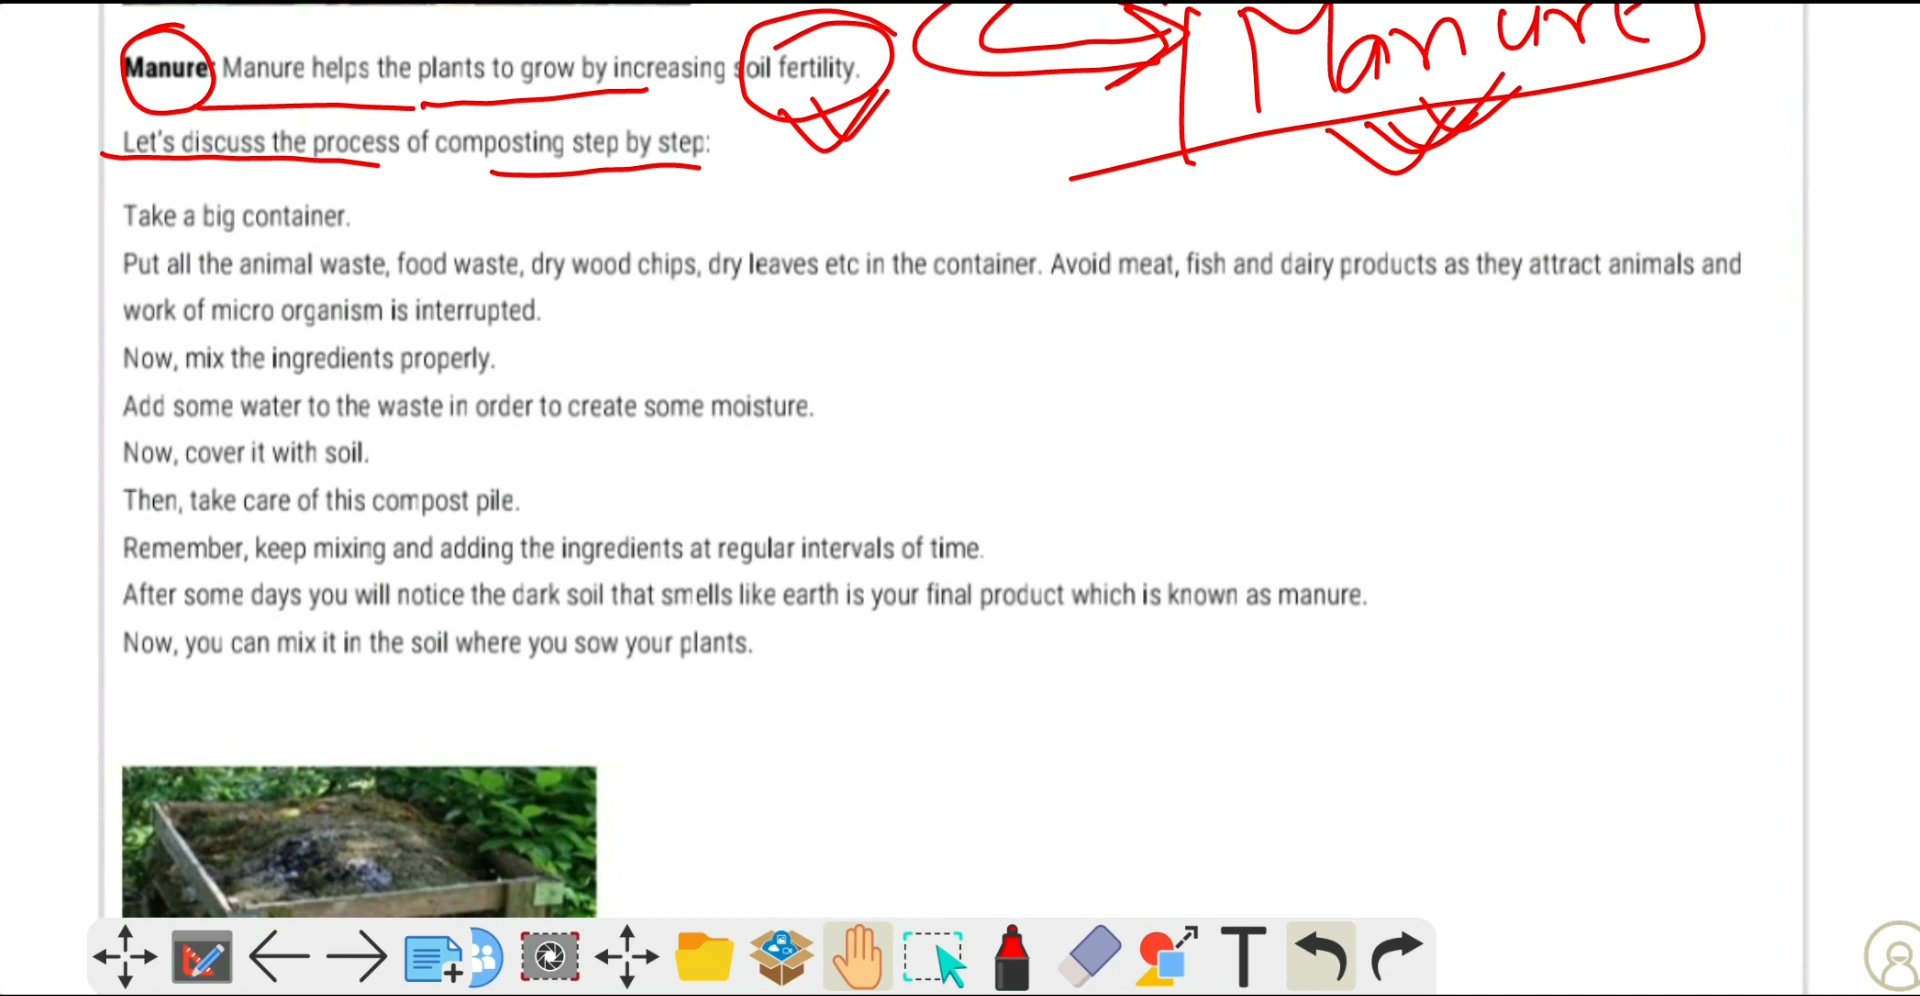 Manure
Manure: Manure helps the plants to grow by increasing soil fertility.
Let's discuss the process of composting step by step:
Take a big container.
Put all the animal waste, food waste, dry wood chips, dry leaves etc in the container. Avoid meat, fish and dairy products as they attract animals and
work of micro organism is interrupted.
Now, mix the ingredients properly.
Add some water to the waste in order to create some moisture.
Now, cover it with soil.
Then, take care of this compost pile.
Remember, keep mixing and adding the ingredients at regular intervals of time.
After some days you will notice the dark soil that smells like earth is your final product which is known as manure.
Now, you can mix it in the soil where you sow your plants.
T